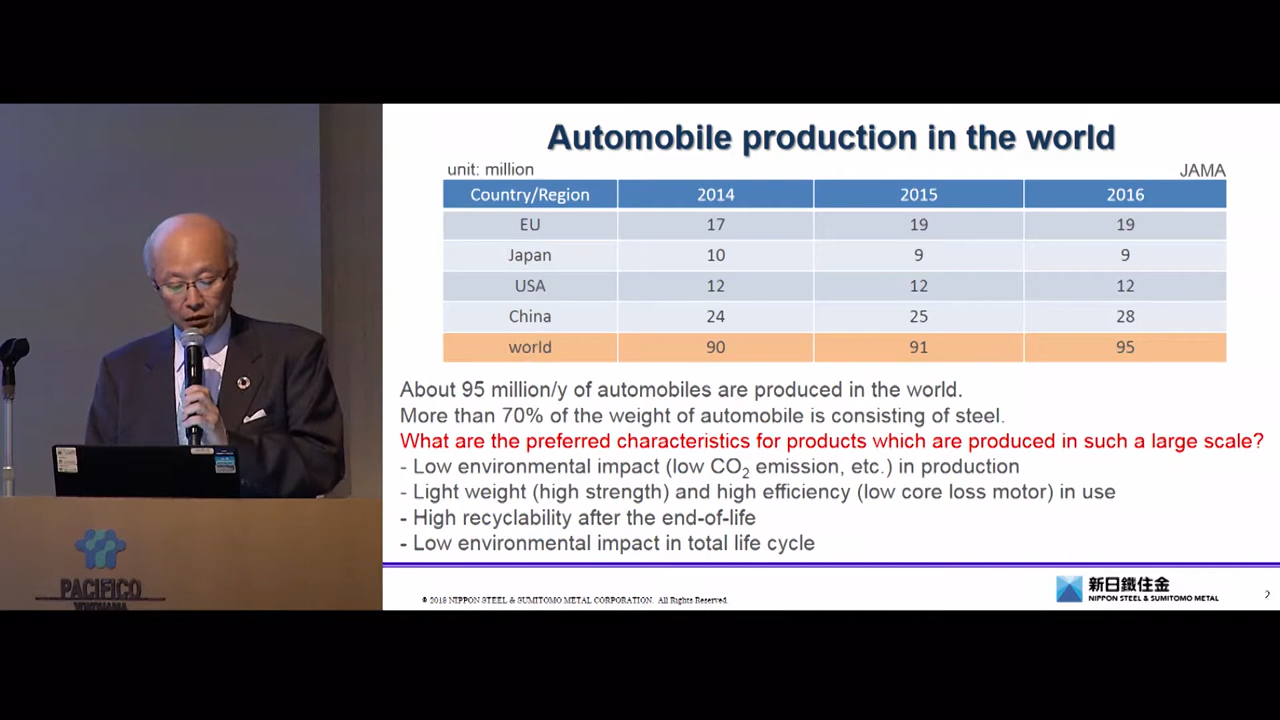 Automobile production in the world
unit: million
JAMA
Country/Region 2014 2015 2016
EU 17 19 19
Japan 10 9 9
USA 12 12 12
China 24 25 28
world 90 91 95
About 95 million/y of automobiles are produced in the world.
More than 70% of the weight of automobile is consisting of steel.
What are the preferred characteristics for products which are produced in such a large scale?
- Low environmental impact (low CO2 emission, etc.) in production
- Light weight (high strength) and high efficiency (low core loss motor) in use
- High recyclability after the end-of-life
- Low environmental impact in total life cycle
© 2018 NIPPON STEEL & SUMITOMO METAL CORPORATION. All Rights Reserved.
新日鐵住金
NIPPON STEEL & SUMITOMO METAL
2
PACIFICO
YOKOHAMA